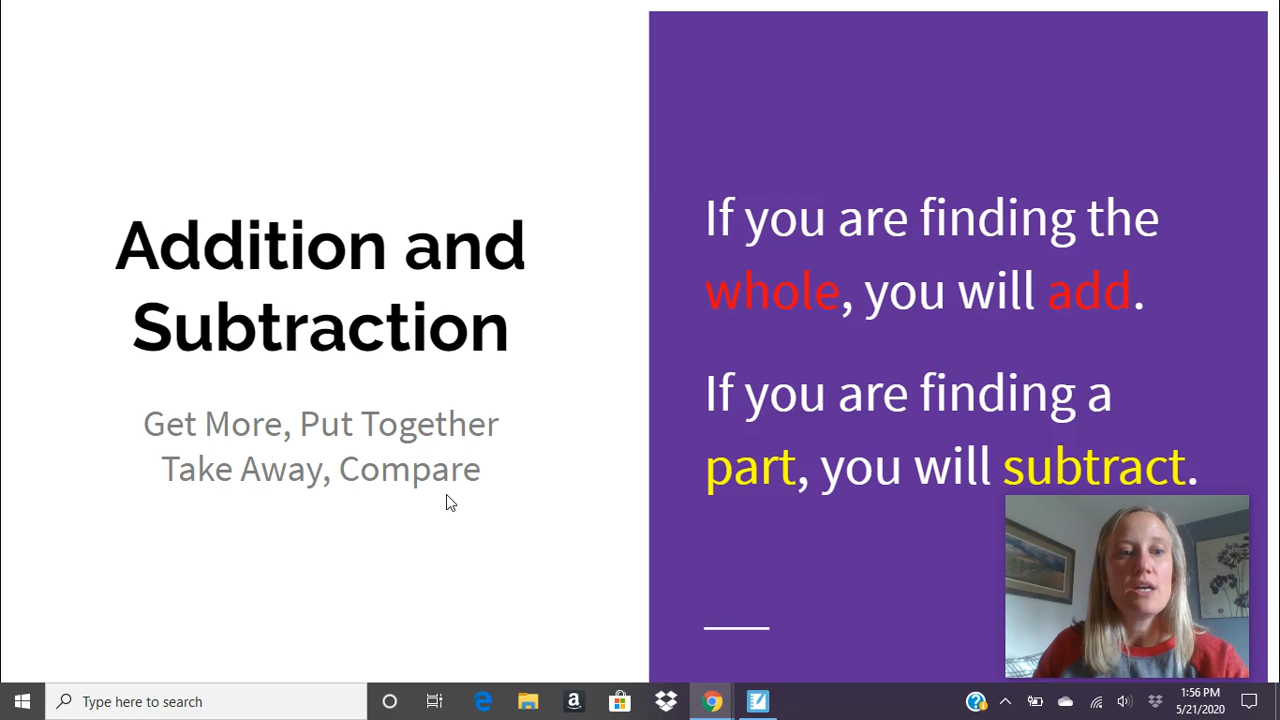 Addition and
Subtraction
Get More, Put Together
Take Away, Compare
If you are finding the
whole, you will add.
If you are finding a
part, you will subtract.
Type here to search
1:56 PM
5/21/2020